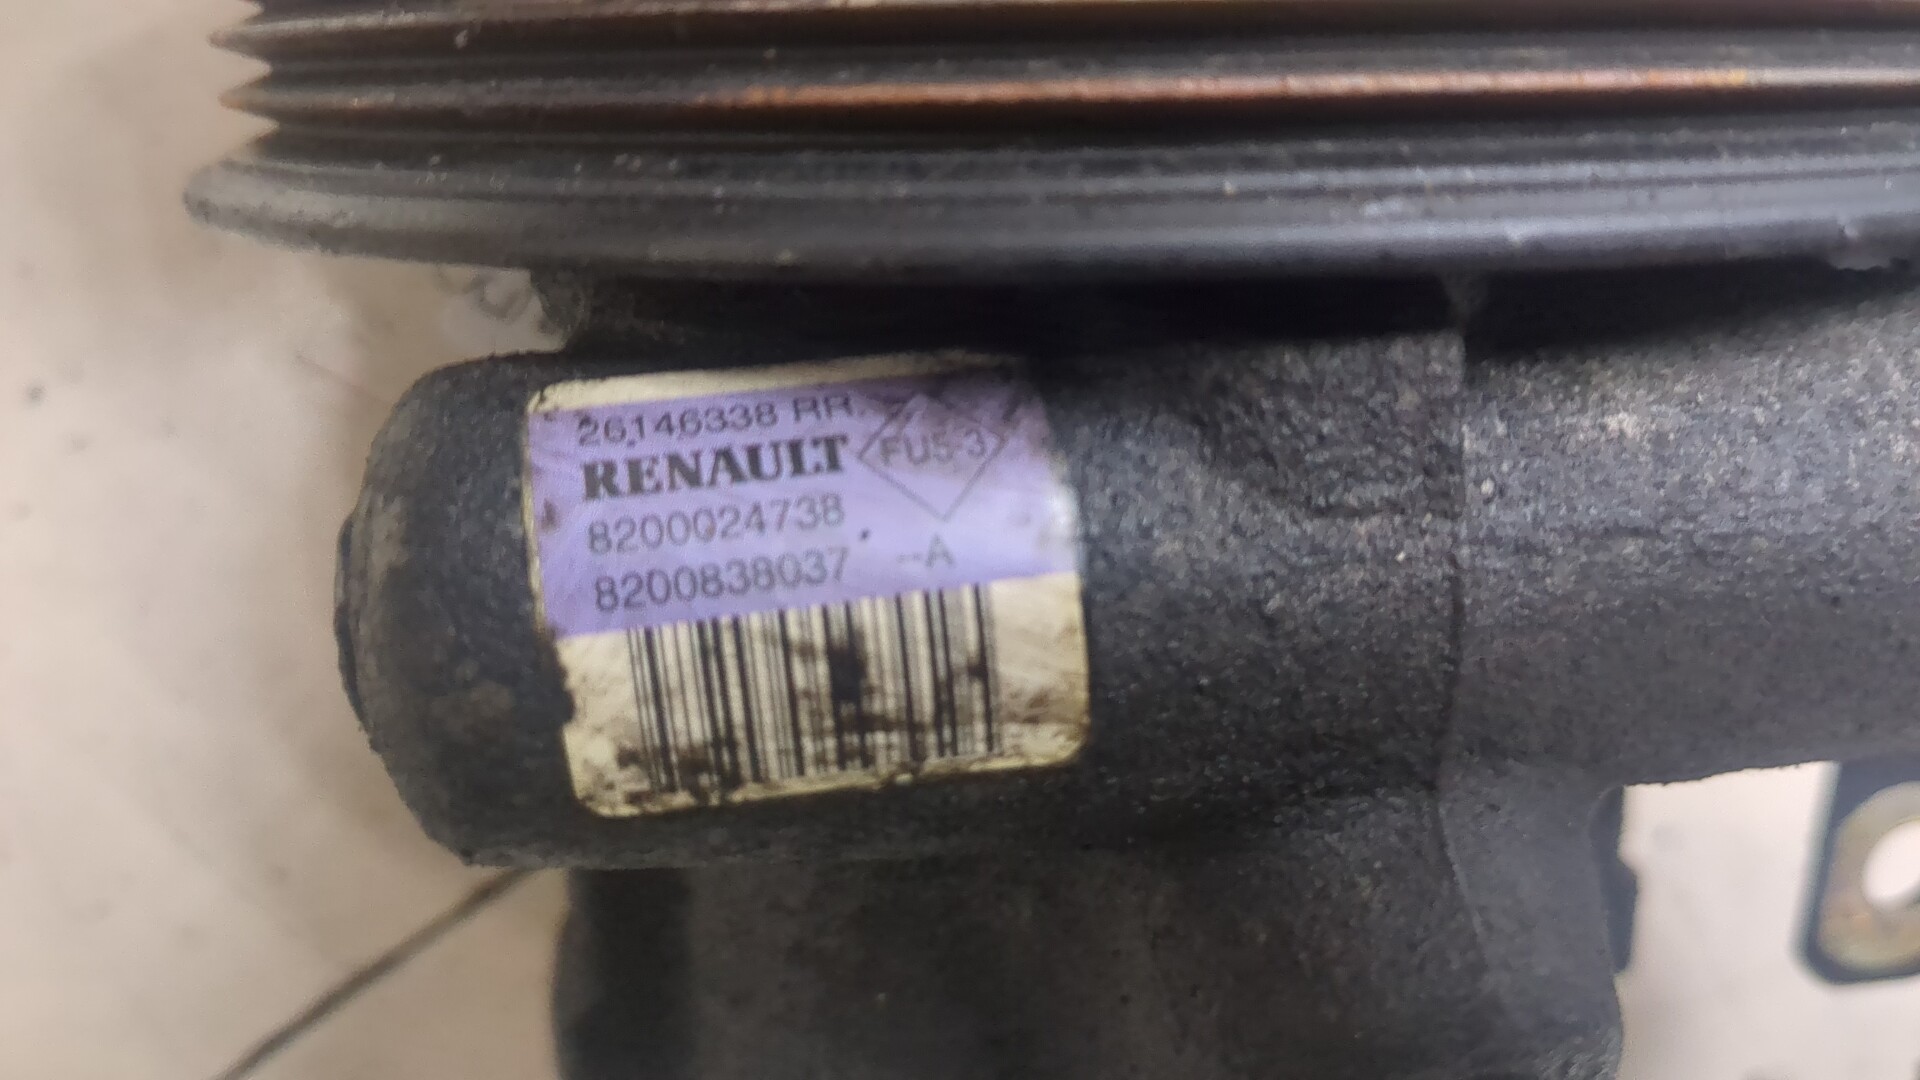 26146338 RR.
RENAULT
FU5-3
8200024738
8200838037 --A